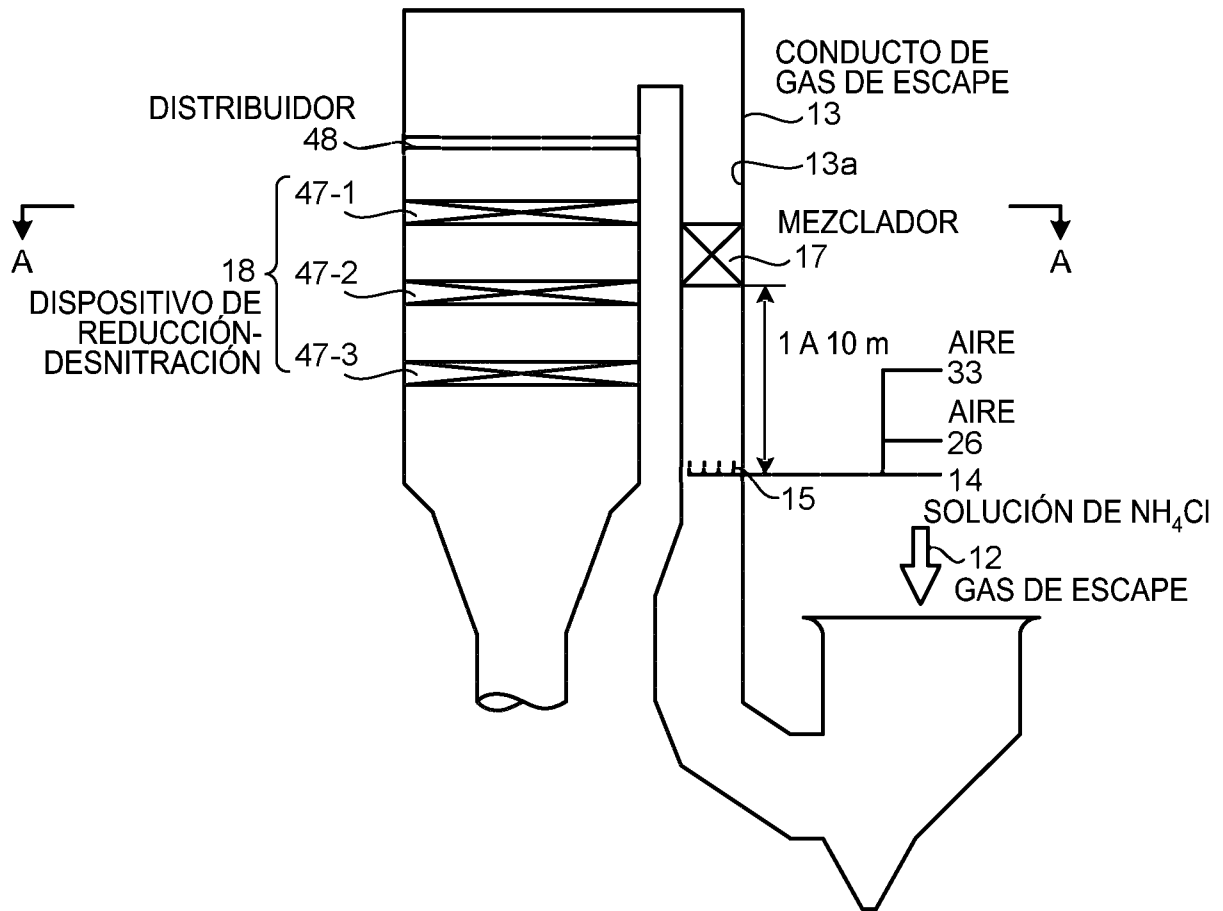 CONDUCTO DE
GAS DE ESCAPE
13
13a
DISTRIBUIDOR
48
47-1
A
18
47-2
DISPOSITIVO DE
REDUCCIÓN-
DESNITRACIÓN
47-3
MEZCLADOR
17
A
1 A 10 m
AIRE
33
AIRE
26
14
15
SOLUCIÓN DE NH₄Cl
12
GAS DE ESCAPE